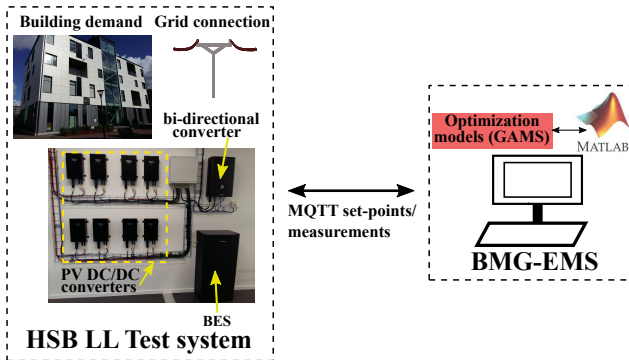 Building demand
Grid connection
bi-directional
converter
PV DC/DC
converters
BES
HSB LL Test system
MQTT set-points/
measurements
Optimization
models (GAMS)
MATLAB
BMG-EMS